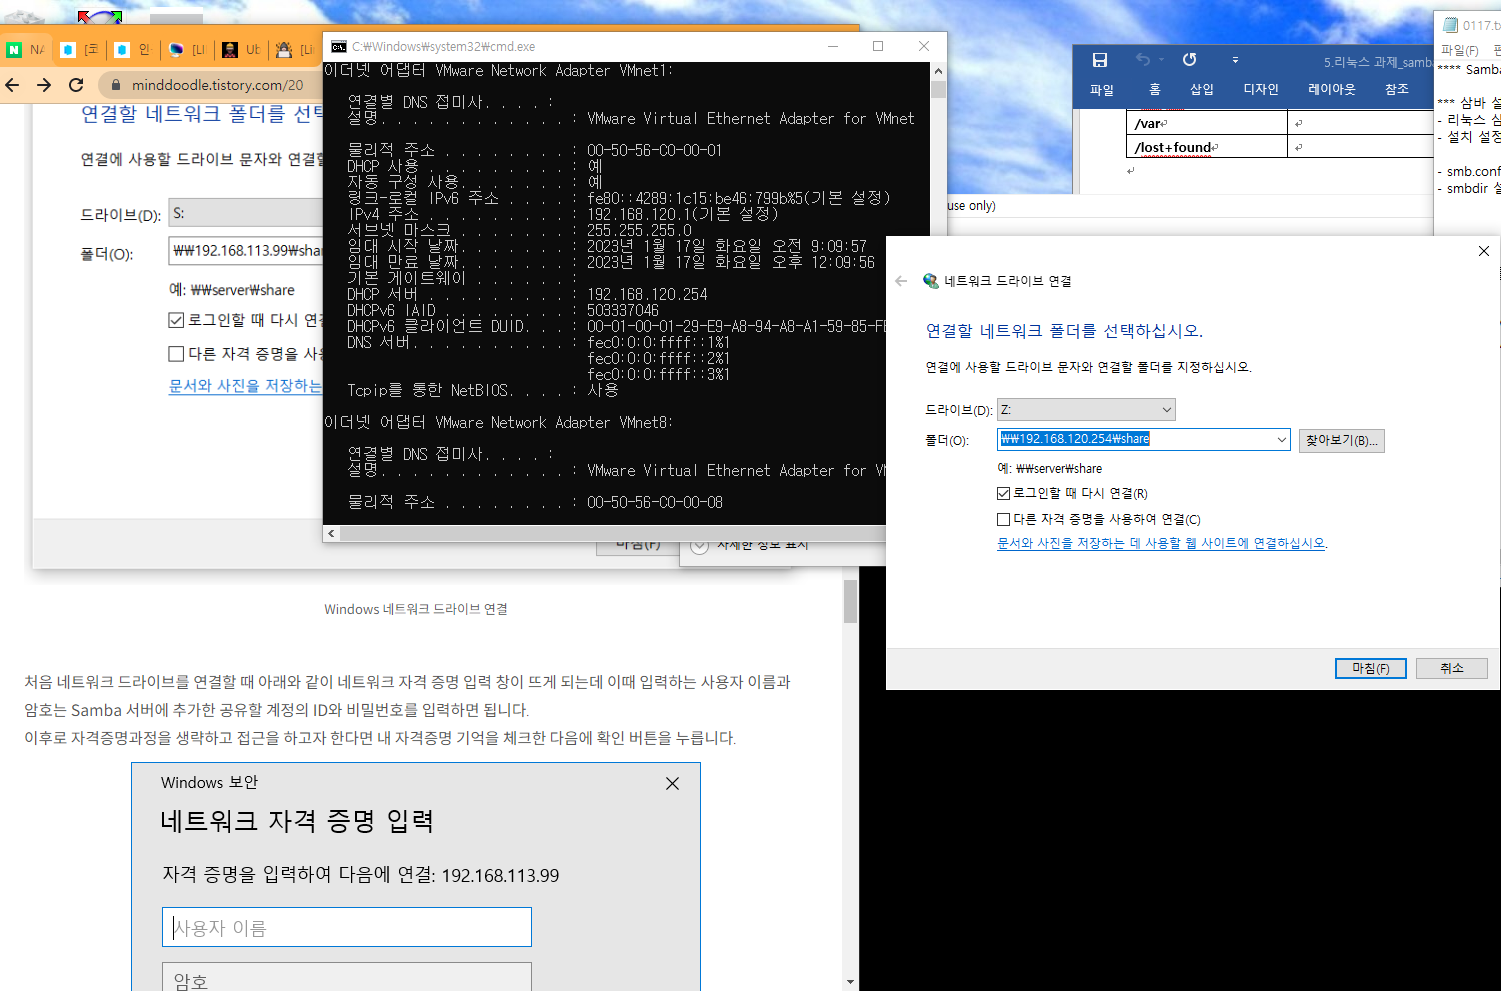 NA
[코
인
[LI
Ub
[Li
minddoodle.tistory.com/20
연결할 네트워크 폴더를 선택
연결에 사용할 드라이브 문자와 연결할
드라이브(D): S:
폴더(O): ₩₩192.168.113.99₩shar
예: ₩₩server₩share
로그인할 때 다시 연결
다른 자격 증명을 사용
문서와 사진을 저장하는
마침(F)
자세한 정보 표시
Windows 네트워크 드라이브 연결
처음 네트워크 드라이브를 연결할 때 아래와 같이 네트워크 자격 증명 입력 창이 뜨게 되는데 이때 입력하는 사용자 이름과
암호는 Samba 서버에 추가한 공유할 계정의 ID와 비밀번호를 입력하면 됩니다.
이후로 자격증명과정을 생략하고 접근을 하고자 한다면 내 자격증명 기억을 체크한 다음에 확인 버튼을 누릅니다.
Windows 보안
네트워크 자격 증명 입력
자격 증명을 입력하여 다음에 연결: 192.168.113.99
사용자 이름
암호
C:₩Windows₩system32₩cmd.exe
이더넷 어댑터 VMware Network Adapter VMnet1:
연결별 DNS 접미사. . . . :
설명. . . . . . . . . . . . : VMware Virtual Ethernet Adapter for VMnet
물리적 주소 . . . . . . . . : 00-50-56-C0-00-01
DHCP 사용 . . . . . . . . . : 예
자동 구성 사용. . . . . . . : 예
링크-로컬 IPv6 주소 . . . . : fe80::4289:1c15:be46:799b%5(기본 설정)
IPv4 주소 . . . . . . . . . : 192.168.120.1(기본 설정)
서브넷 마스크 . . . . . . . : 255.255.255.0
임대 시작 날짜. . . . . . . : 2023년 1월 17일 화요일 오전 9:09:57
임대 만료 날짜. . . . . . . : 2023년 1월 17일 화요일 오후 12:09:56
기본 게이트웨이 . . . . . . :
DHCP 서버 . . . . . . . . . : 192.168.120.254
DHCPv6 IAID . . . . . . . . : 503337046
DHCPv6 클라이언트 DUID. . . : 00-01-00-01-29-E9-A8-94-A8-A1-59-85-FE
DNS 서버. . . . . . . . . . : fec0:0:0:ffff::1%1
fec0:0:0:ffff::2%1
fec0:0:0:ffff::3%1
Tcpip를 통한 NetBIOS. . . . : 사용
이더넷 어댑터 VMware Network Adapter VMnet8:
연결별 DNS 접미사. . . . :
설명. . . . . . . . . . . . : VMware Virtual Ethernet Adapter for VM
물리적 주소 . . . . . . . . : 00-50-56-C0-00-08
5.리눅스 과제_samba
파일 홈 삽입 디자인 레이아웃 참조
/var
/lost+found
use only)
0117.tx
파일(F) 편
**** Samba
*** 삼바 설
- 리눅스 삼
- 설치 설정
- smb.conf
- smbdir 설
네트워크 드라이브 연결
연결할 네트워크 폴더를 선택하십시오.
연결에 사용할 드라이브 문자와 연결할 폴더를 지정하십시오.
드라이브(D): Z:
폴더(O): ₩₩192.168.120.254₩share 찾아보기(B)...
예: ₩₩server₩share
로그인할 때 다시 연결(R)
다른 자격 증명을 사용하여 연결(C)
문서와 사진을 저장하는 데 사용할 웹 사이트에 연결하십시오.
마침(F) 취소